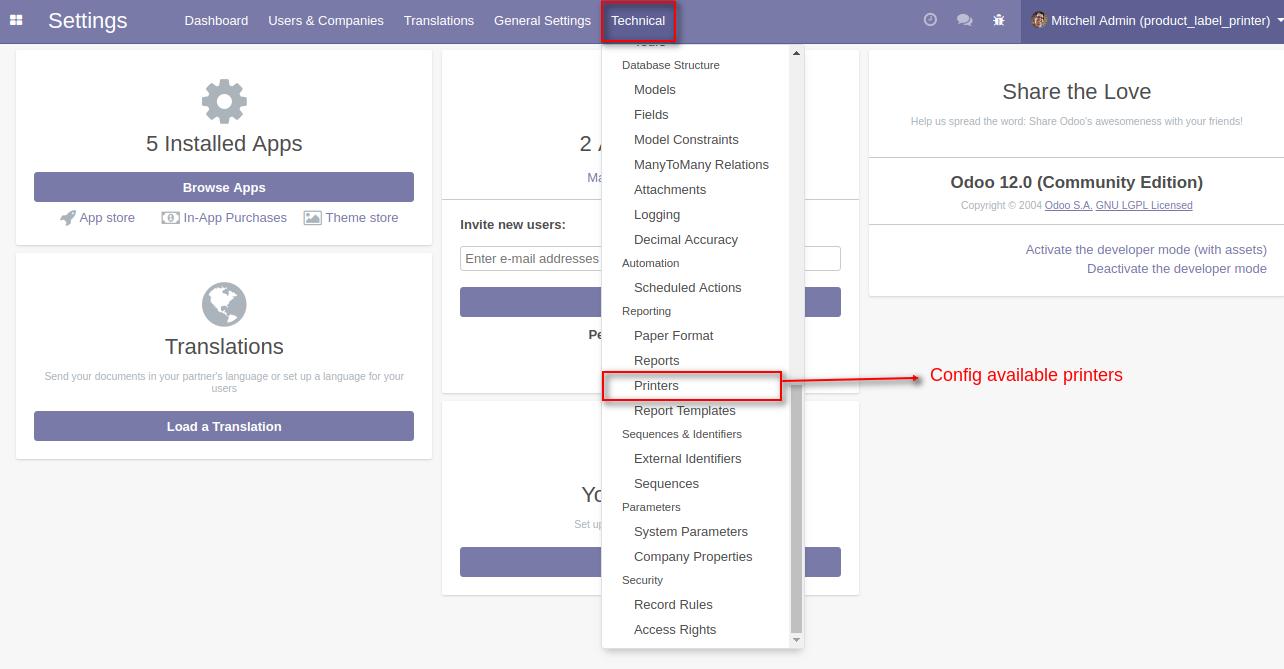 Settings
Dashboard
Users & Companies
Translations
General Settings
Technical
Mitchell Admin (product_label_printer)
5 Installed Apps
Browse Apps
App store
In-App Purchases
Theme store
Translations
Send your documents in your partner's language or set up a language for your
users
Load a Translation
2 A
Ma
Invite new users:
Enter e-mail addresses
Pe
Yo
Set up
Database Structure
Models
Fields
Model Constraints
ManyToMany Relations
Attachments
Logging
Decimal Accuracy
Automation
Scheduled Actions
Reporting
Paper Format
Reports
Printers
Report Templates
Sequences & Identifiers
External Identifiers
Sequences
Parameters
System Parameters
Company Properties
Security
Record Rules
Access Rights
Config available printers
Share the Love
Help us spread the word: Share Odoo's awesomeness with your friends!
Odoo 12.0 (Community Edition)
Copyright © 2004 Odoo S.A. GNU LGPL Licensed
Activate the developer mode (with assets)
Deactivate the developer mode